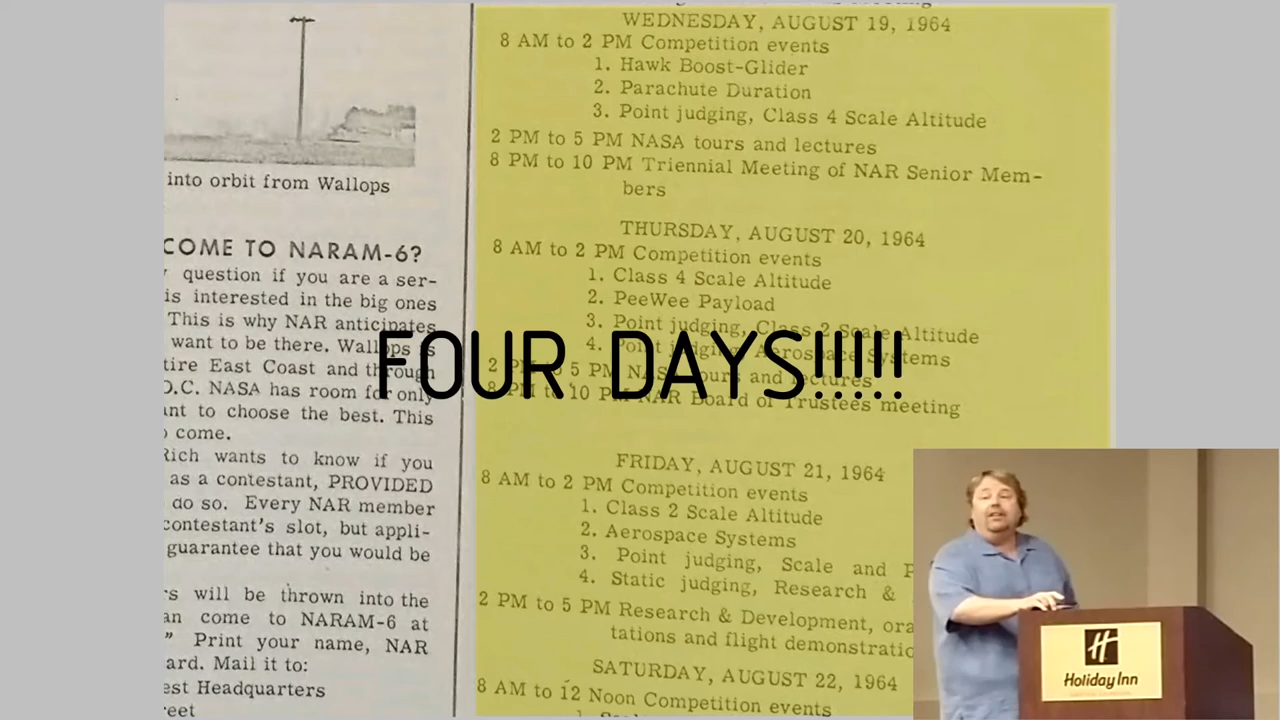 into orbit from Wallops
COME TO NARAM-6?
question if you are a ser-
is interested in the big ones
This is why NAR anticipates
want to be there. Wallops is
tire East Coast and through
D.C. NASA has room for only
nt to choose the best. This
come.
Rich wants to know if you
as a contestant, PROVIDED
do so. Every NAR member
contestant's slot, but appli-
guarantee that you would be
rs will be thrown into the
an come to NARAM-6 at
" Print your name, NAR
ard. Mail it to:
est Headquarters
reet
WEDNESDAY, AUGUST 19, 1964
8 AM to 2 PM Competition events
1. Hawk Boost-Glider
2. Parachute Duration
3. Point judging, Class 4 Scale Altitude
2 PM to 5 PM NASA tours and lectures
8 PM to 10 PM Triennial Meeting of NAR Senior Mem-
bers
THURSDAY, AUGUST 20, 1964
8 AM to 2 PM Competition events
1. Class 4 Scale Altitude
2. PeeWee Payload
3. Point judging, Class 2 Scale Altitude
4. Point judging, Aerospace Systems
2 PM to 5 PM NASA tours and lectures
8 PM to 10 PM NAR Board of Trustees meeting
FOUR DAYS!!!!!
FRIDAY, AUGUST 21, 1964
8 AM to 2 PM Competition events
1. Class 2 Scale Altitude
2. Aerospace Systems
3. Point judging, Scale and P
4. Static judging, Research &
2 PM to 5 PM Research & Development, ora
tations and flight demonstratio
SATURDAY, AUGUST 22, 1964
8 AM to 12 Noon Competition events
H
Holiday Inn